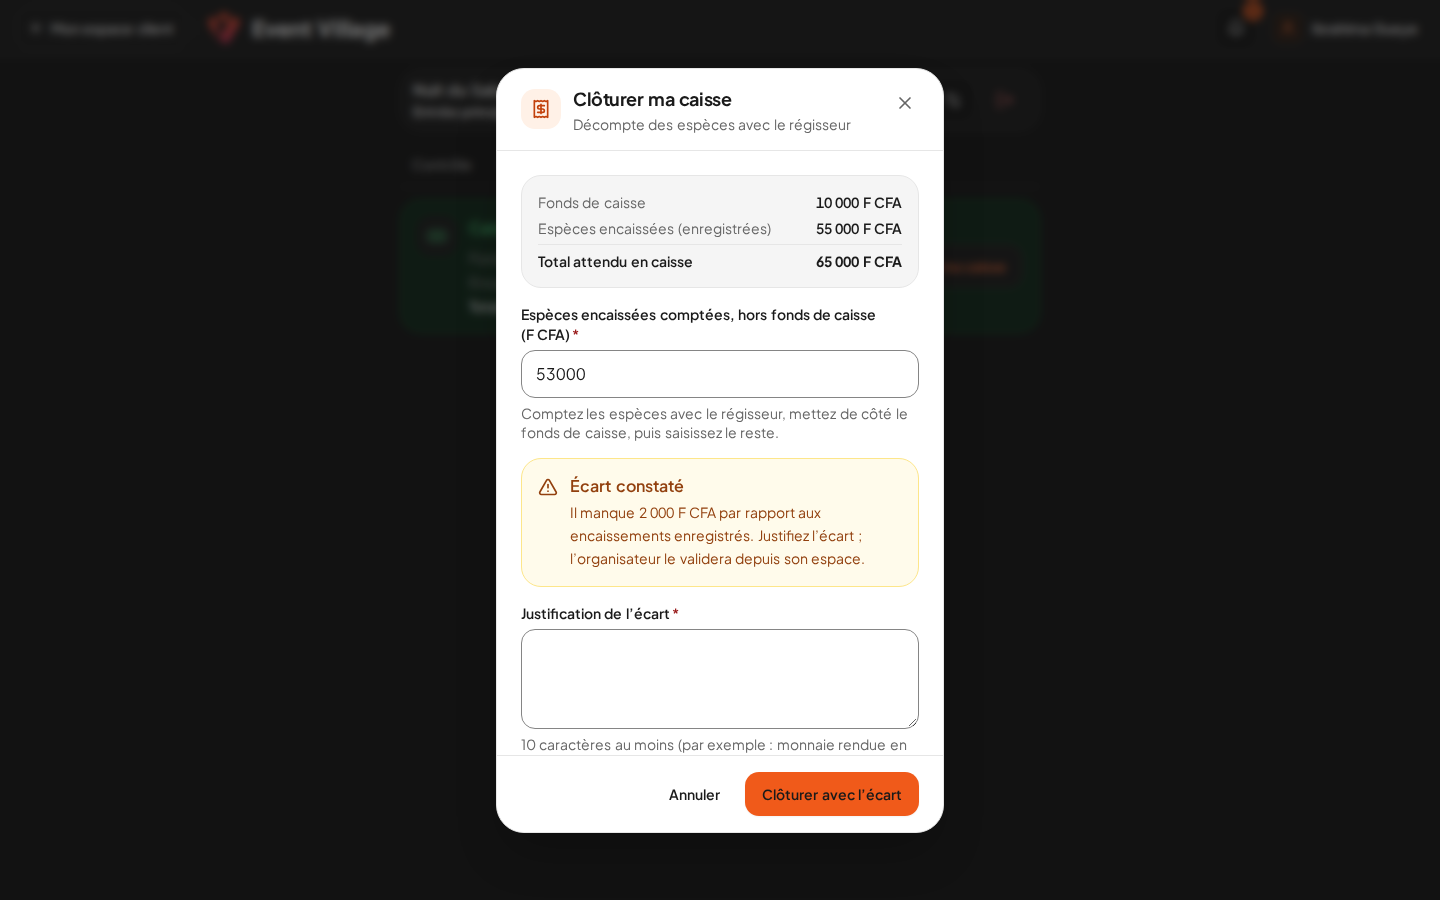 Mon espace client
Event Village
Clôturer ma caisse
Décompte des espèces avec le régisseur
Fonds de caisse 10 000 F CFA
Espèces encaissées (enregistrées) 55 000 F CFA
Total attendu en caisse 65 000 F CFA
Espèces encaissées comptées, hors fonds de caisse
(F CFA) *
53000
Comptez les espèces avec le régisseur, mettez de côté le
fonds de caisse, puis saisissez le reste.
Écart constaté
Il manque 2 000 F CFA par rapport aux
encaissements enregistrés. Justifiez l’écart ;
l’organisateur le validera depuis son espace.
Justification de l’écart *
10 caractères au moins (par exemple : monnaie rendue en
Annuler
Clôturer avec l’écart